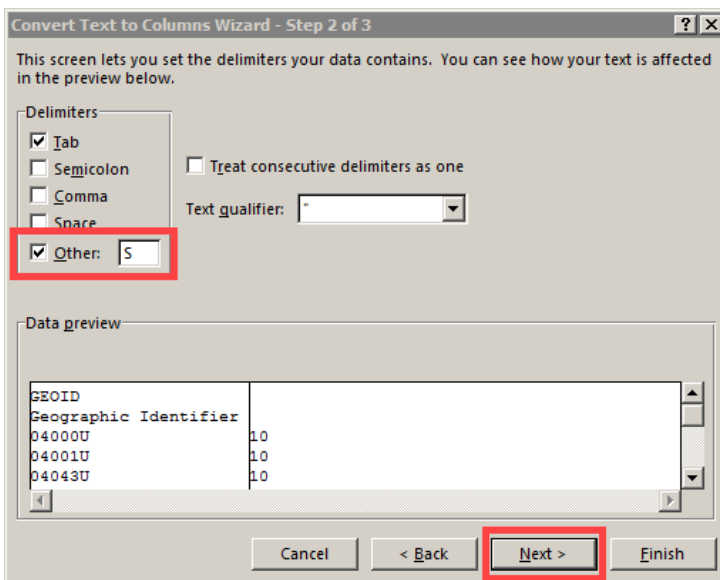 Convert Text to Columns Wizard - Step 2 of 3
?
This screen lets you set the delimiters your data contains. You can see how your text is affected
in the preview below.
Delimiters
Tab
Semicolon
Comma
Space
Other: S
Treat consecutive delimiters as one
Text qualifier: "
Data preview
GEOID
Geographic Identifier
04000U 10
04001U 10
04043U 10
Cancel < Back Next > Finish